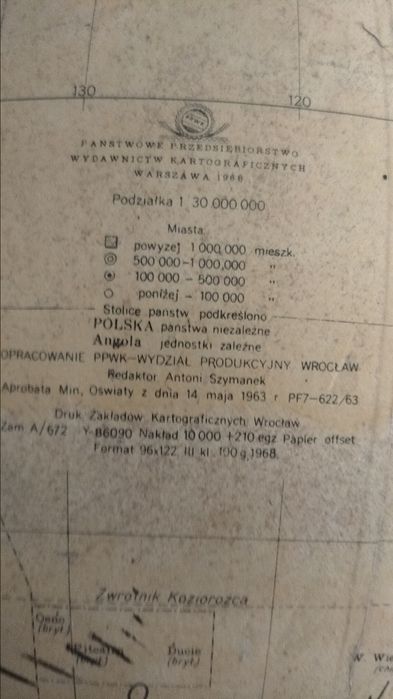 130
120
PPWK
PAŃSTWOWE PRZEDSIĘBIORSTWO
WYDAWNICTW KARTOGRAFICZNYCH
WARSZAWA 1968
Podziałka 1 30 000 000
Miasta:
powyżej 1 000 000 mieszk.
500 000-1 000,000 "
100 000 - 500 000 "
poniżej - 100 000 "
Stolice państw podkreślono
POLSKA państwa niezależne
Angola jednostki zależne
OPRACOWANIE PPWK-WYDZIAŁ PRODUKCYJNY WROCŁAW
Redaktor Antoni Szymanek
Aprobata Min, Oświaty z dnia 14 maja 1963 r PF7-622/63
Druk Zakładów Kartograficznych Wrocław
Zam A/672 Y-86090 Nakład 10 000 +210 egz Papier offset
Format 96x122 III kl. 100 g 1968.
Zwrotnik Koziorożca
(bryt.)
Ducie
(bryt.)
W. Wie